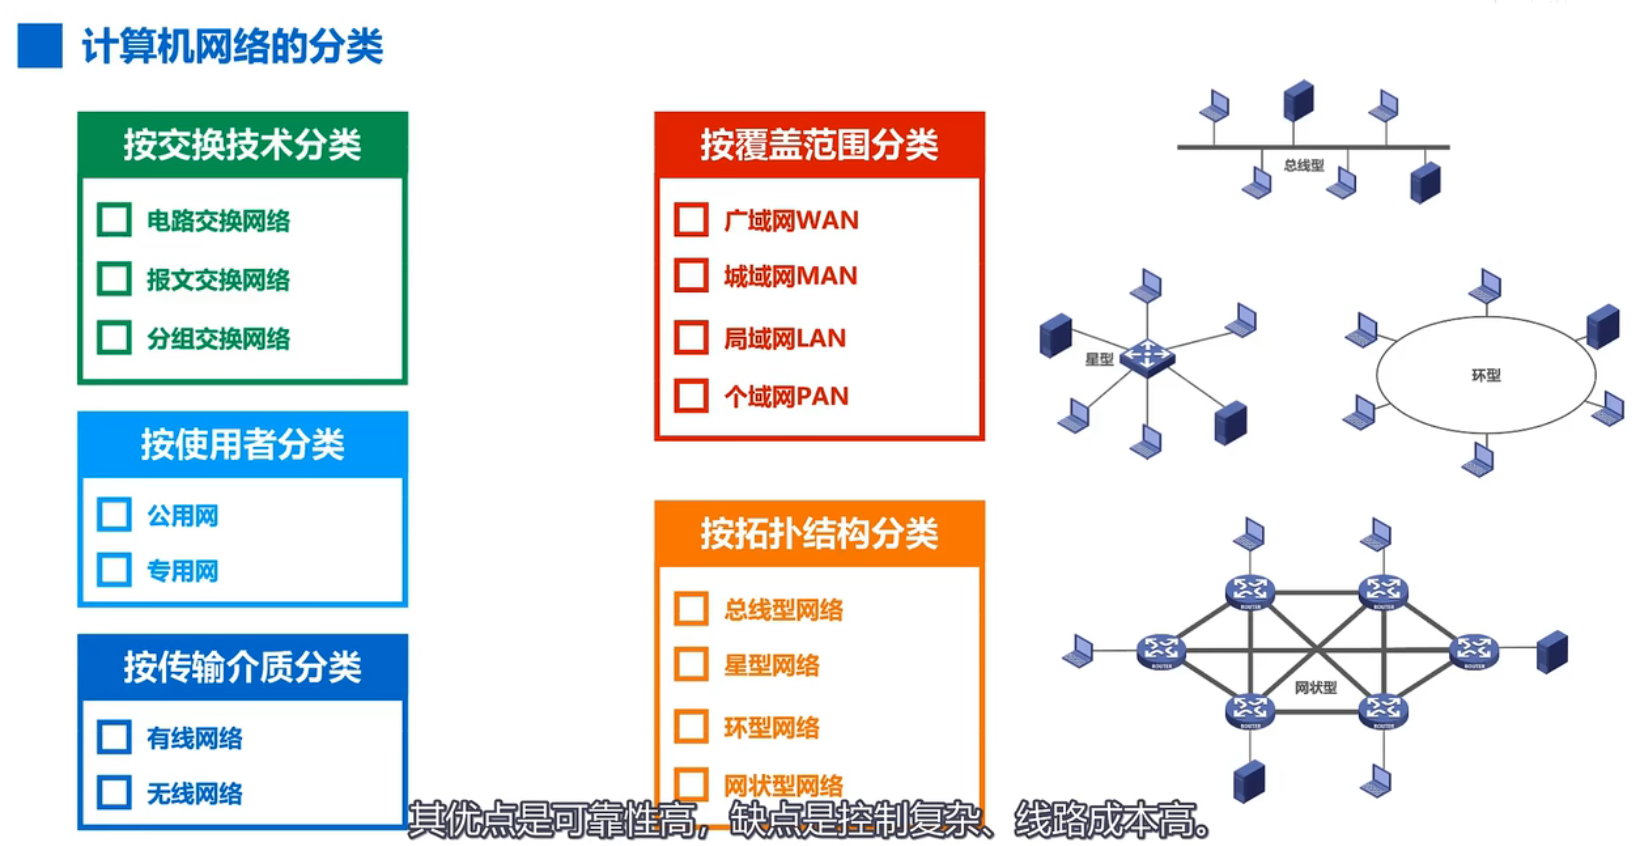 计算机网络的分类
按交换技术分类
电路交换网络
报文交换网络
分组交换网络
按使用者分类
公用网
专用网
按传输介质分类
有线网络
无线网络
按覆盖范围分类
广域网WAN
城域网MAN
局域网LAN
个域网PAN
按拓扑结构分类
总线型网络
星型网络
环型网络
网状型网络
总线型
星型
环型
ROUTER
ROUTER
ROUTER
ROUTER
网状型
ROUTER
ROUTER
其优点是可靠性高，缺点是控制复杂、线路成本高。